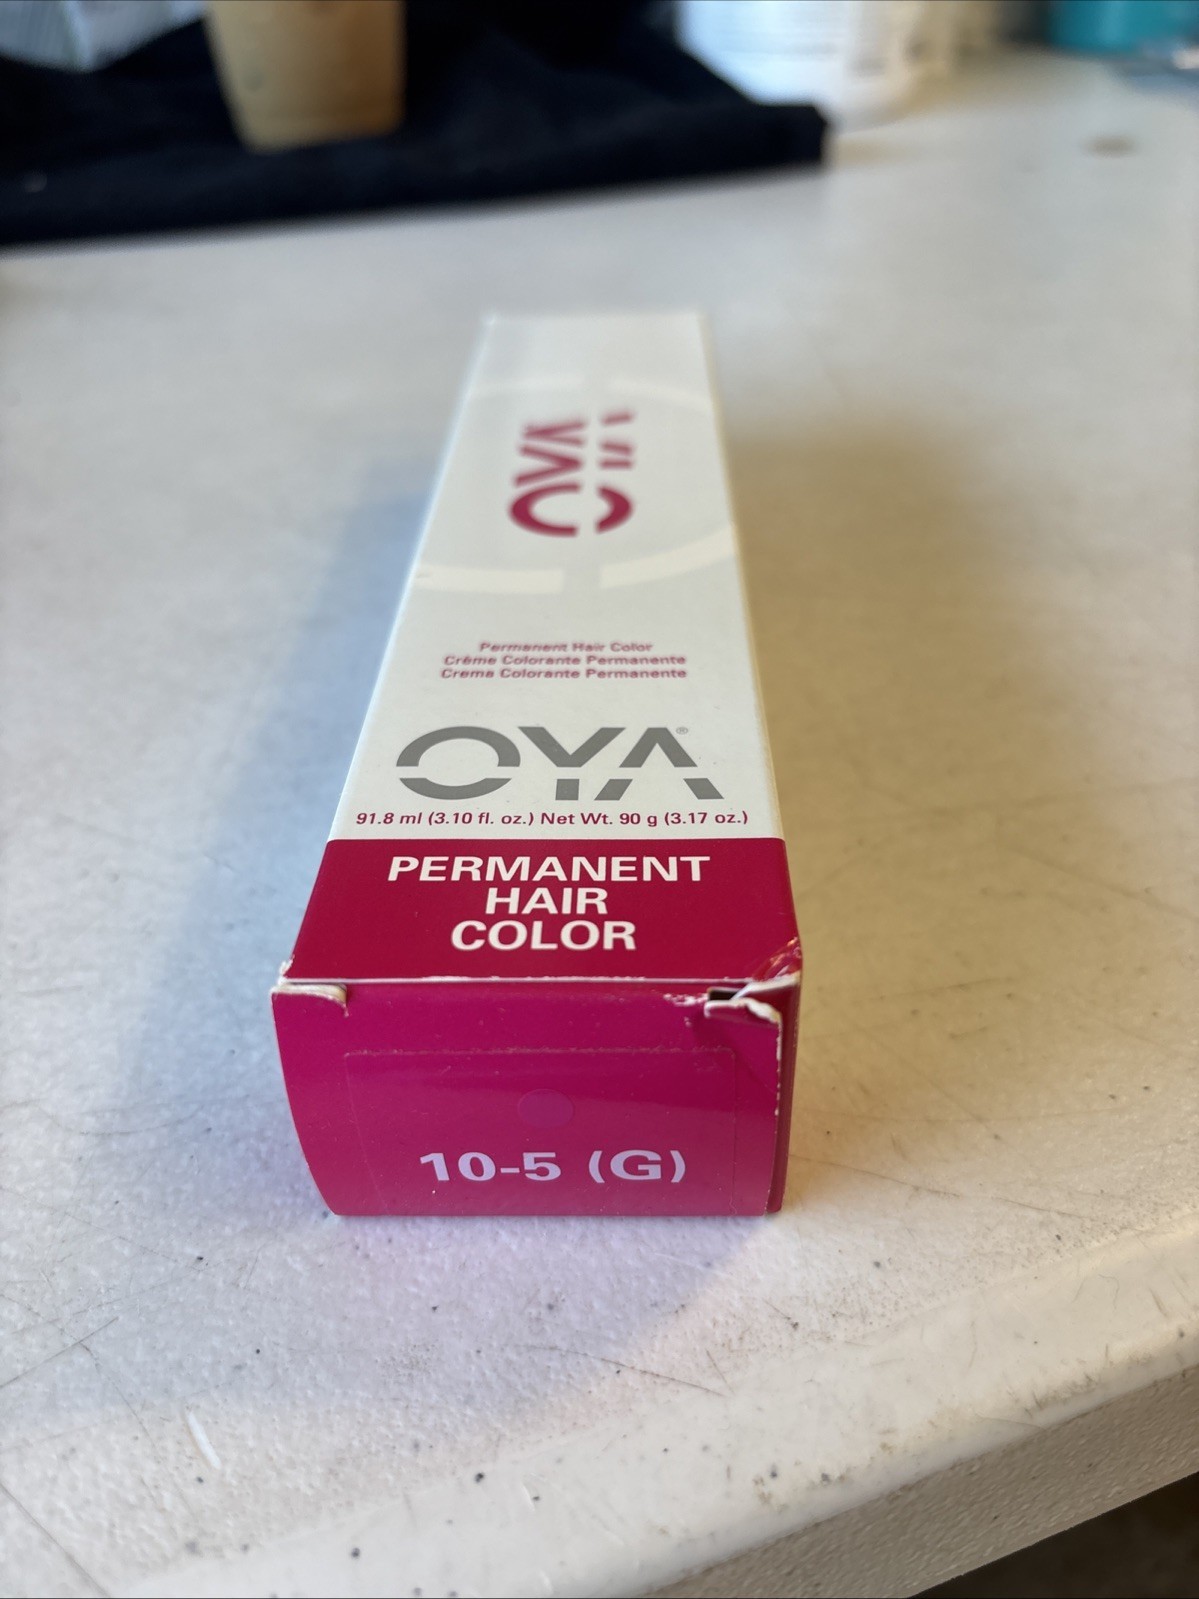 OYA
Permanent Hair Color
Crème Colorante Permanente
Crema Colorante Permanente
OYA®
91.8 ml (3.10 fl. oz.) Net Wt. 90 g (3.17 oz.)
PERMANENT
HAIR
COLOR
10-5 (G)